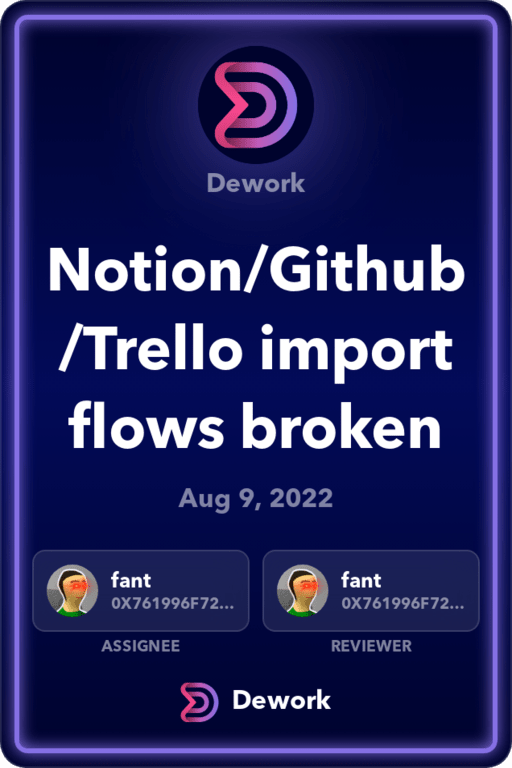 Dework
Notion/Github
/Trello import
flows broken
Aug 9, 2022
fant
0X761996F72...
ASSIGNEE
fant
0X761996F72...
REVIEWER
Dework